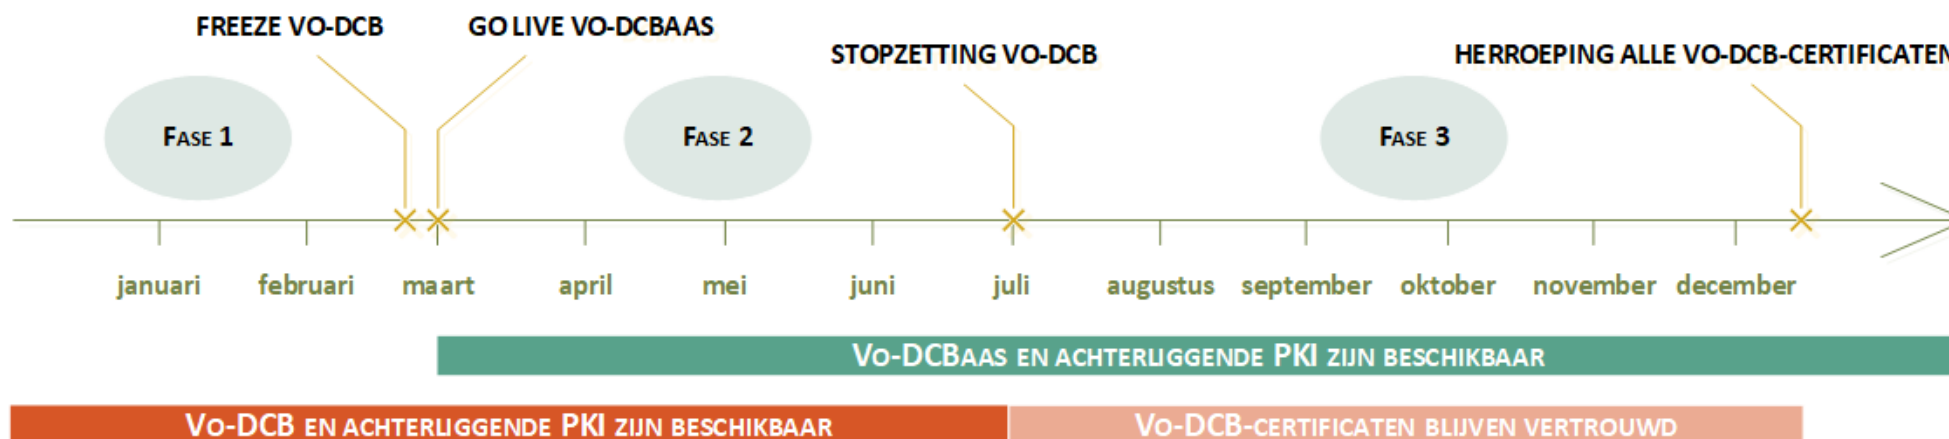 FREEZE VO-DCB
GO LIVE VO-DCBAAS
STOPZETTING VO-DCB
HERROEPING ALLE VO-DCB-CERTIFICATEN
FASE 1
FASE 2
FASE 3
januari februari maart april mei juni juli augustus september oktober november december
VO-DCBAAS EN ACHTERLIGGENDE PKI ZIJN BESCHIKBAAR
VO-DCB EN ACHTERLIGGENDE PKI ZIJN BESCHIKBAAR
VO-DCB-CERTIFICATEN BLIJVEN VERTROUWD